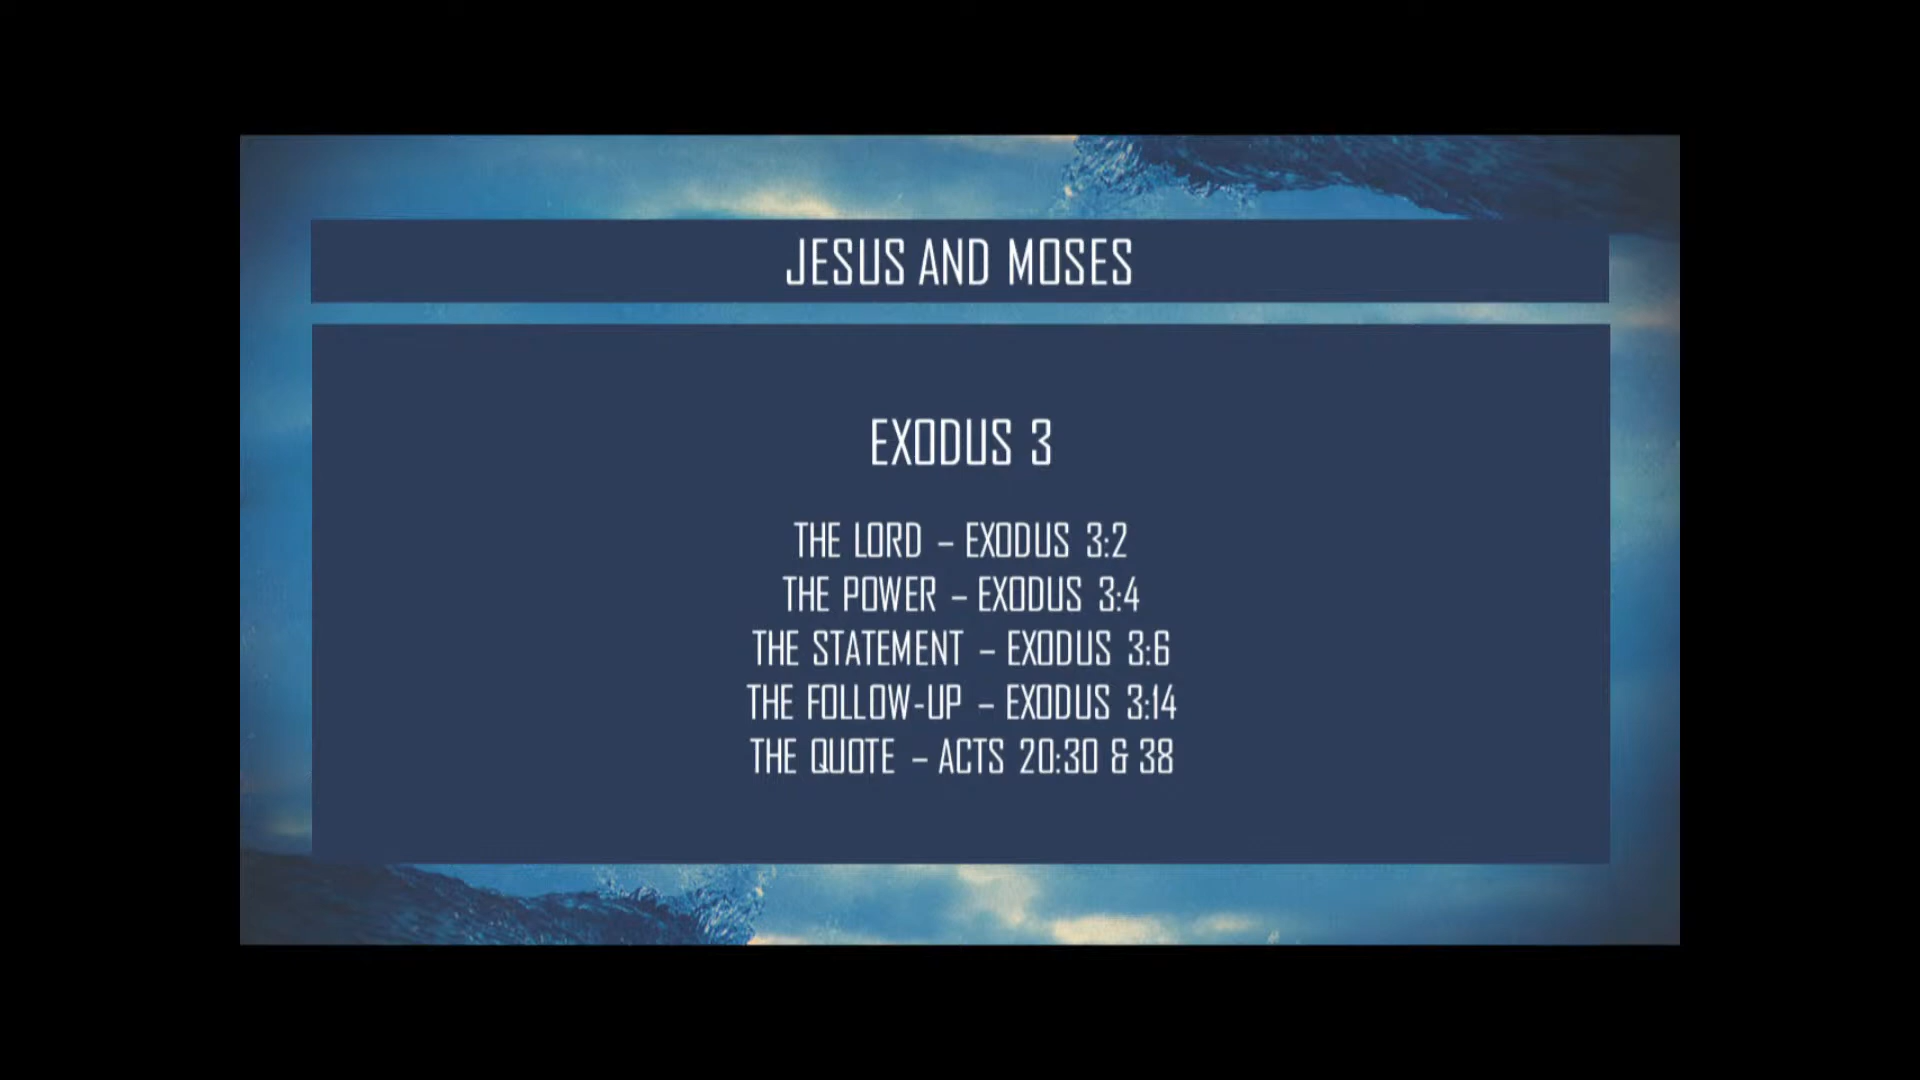 JESUS AND MOSES
EXODUS 3
THE LORD – EXODUS 3:2
THE POWER – EXODUS 3:4
THE STATEMENT – EXODUS 3:6
THE FOLLOW-UP – EXODUS 3:14
THE QUOTE – ACTS 20:30 & 38